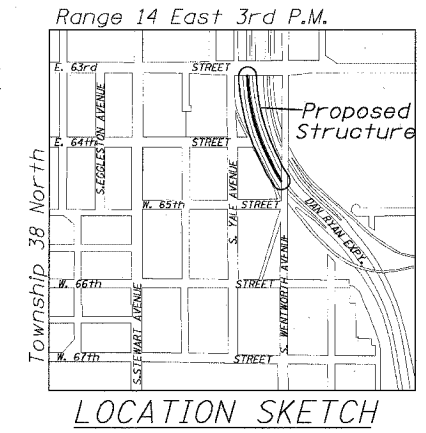 Range 14 East 3rd P.M.
E. 63rd STREET
Proposed
Structure
E. 64th STREET
S. EGGLESTON AVENUE
S. YALE AVENUE
W. 65th STREET
DAN RYAN EXPY.
Township 38 North
W. 66th STREET
S. WENTWORTH AVENUE
S. STEWART AVENUE
W. 67th STREET
LOCATION SKETCH